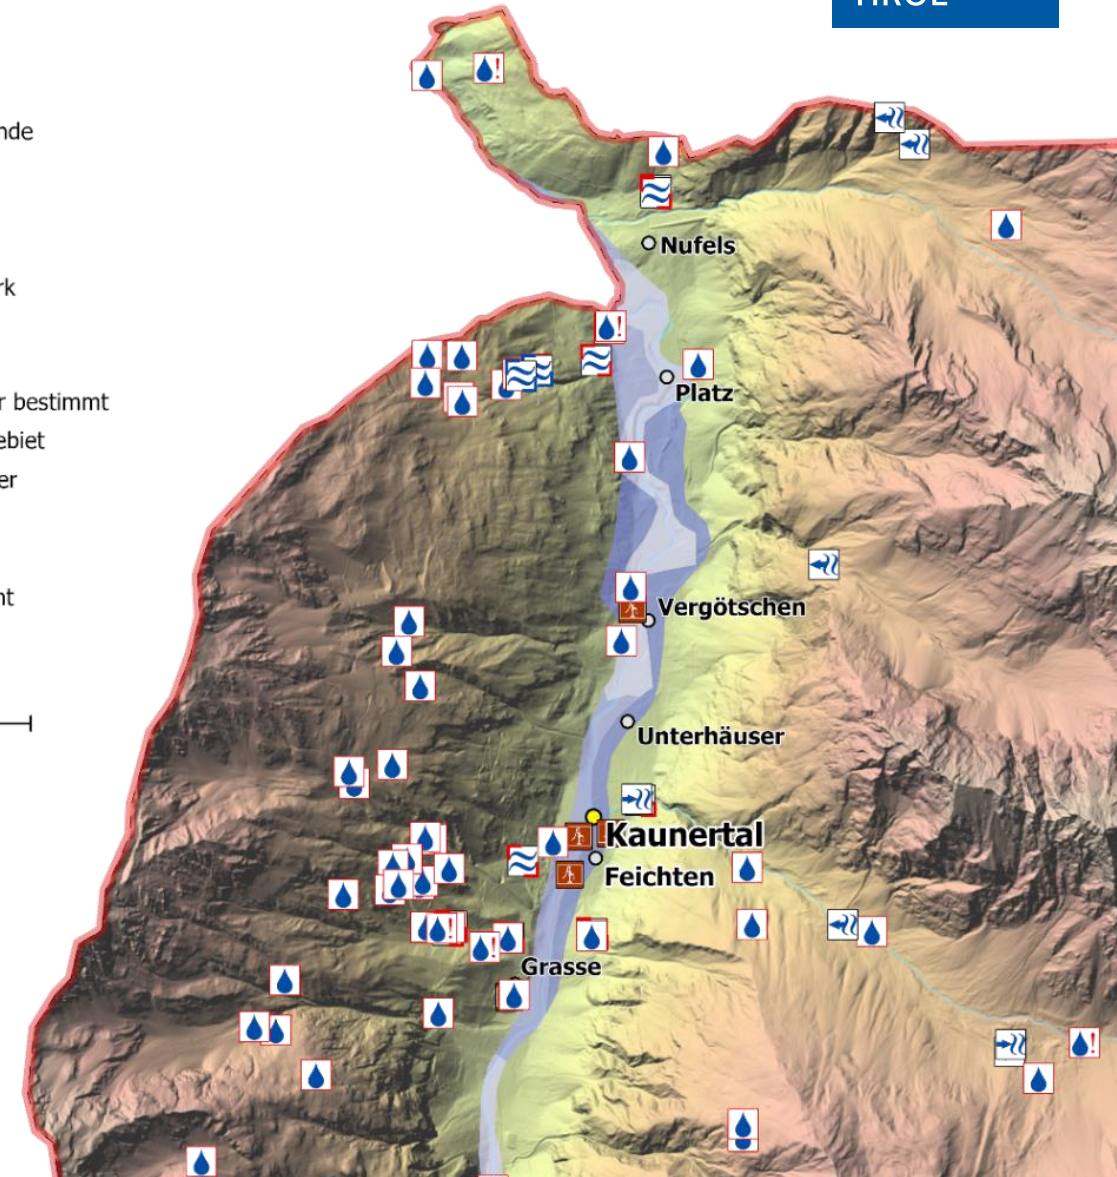 TIROL
nde
rk
r bestimmt
ebiet
er
nt
Nufels
Platz
Vergötschen
Unterhäuser
Kaunertal
Feichten
Grasse